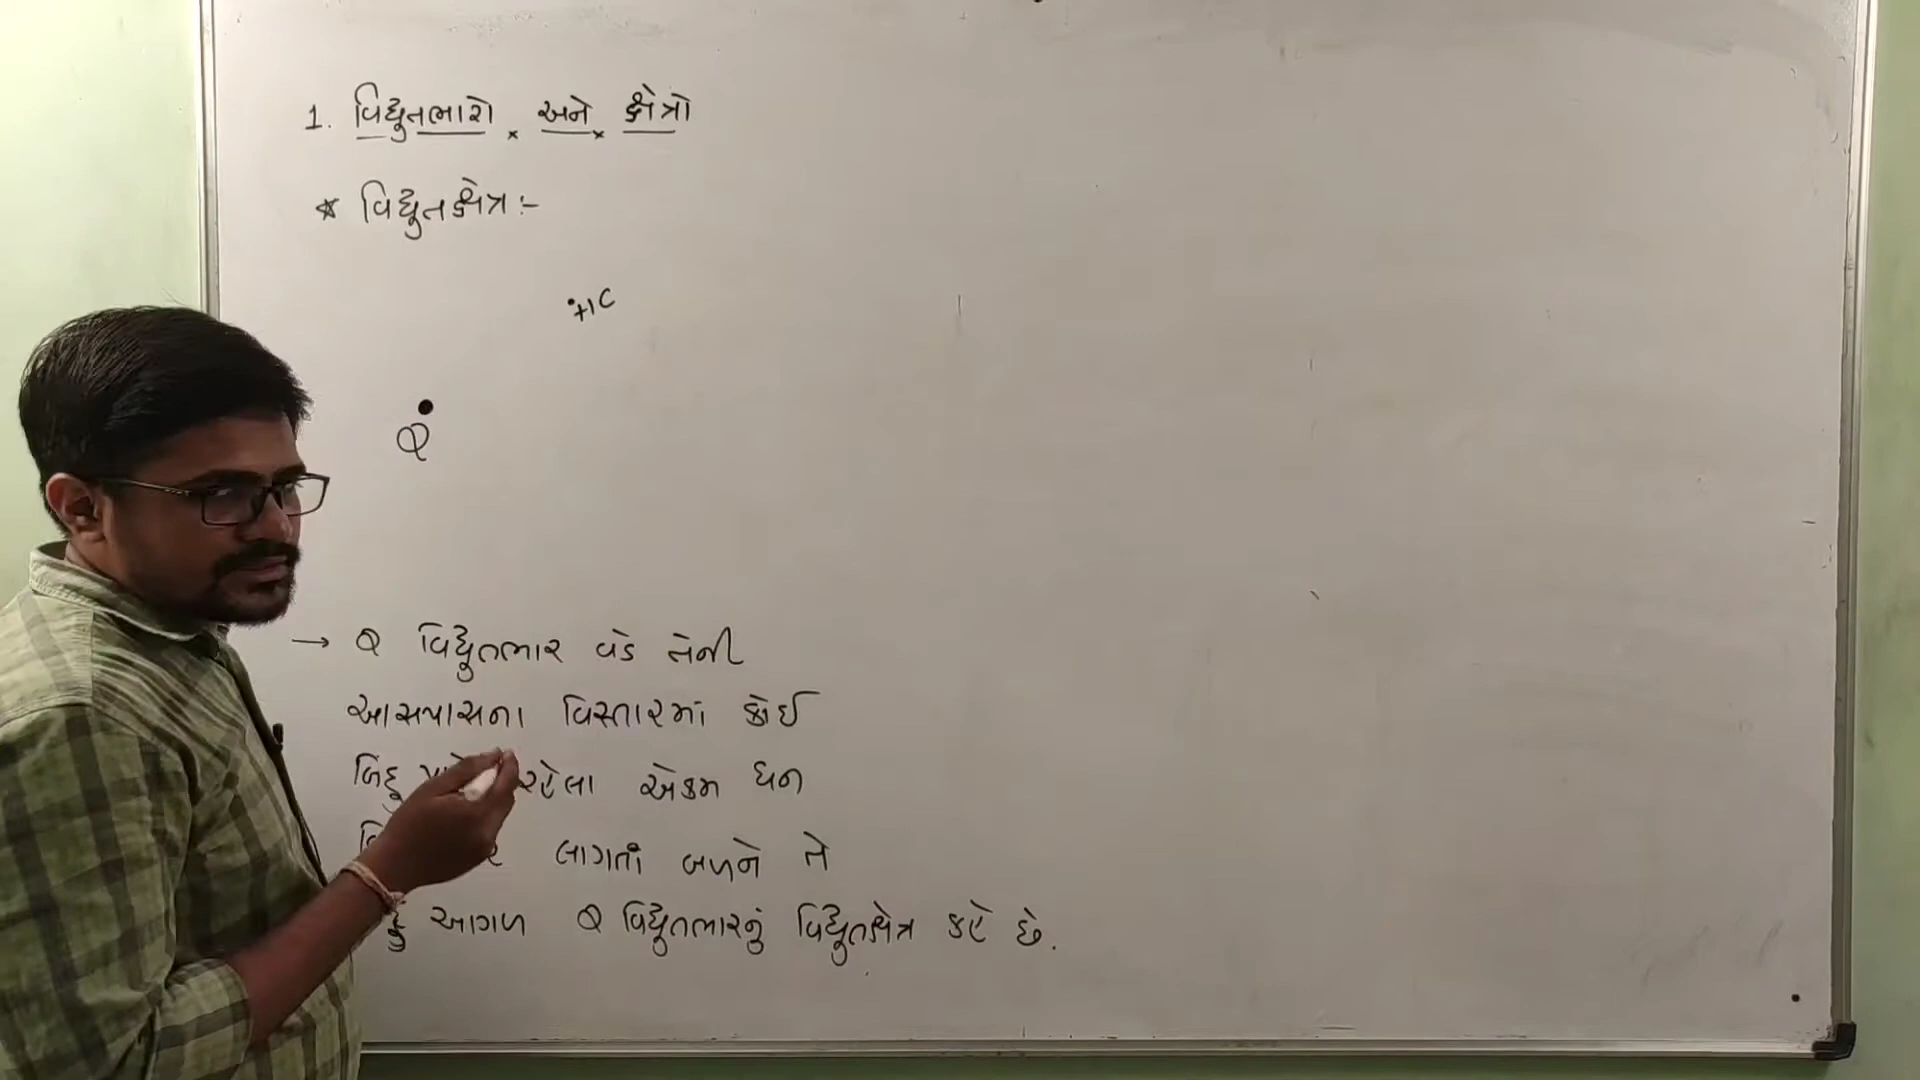 1. વિદ્યુતભારો અને ક્ષેત્રો
* વિદ્યુતક્ષેત્ર :-
+1C
Q
→ Q વિદ્યુતભાર વડે તેની
આસપાસના વિસ્તારમાં કોઈ
બિંદુ રહેલા એકમ ધન
લાગતાં બળને તે
આગળ Q વિદ્યુતભારનું વિદ્યુતક્ષેત્ર કહે છે.